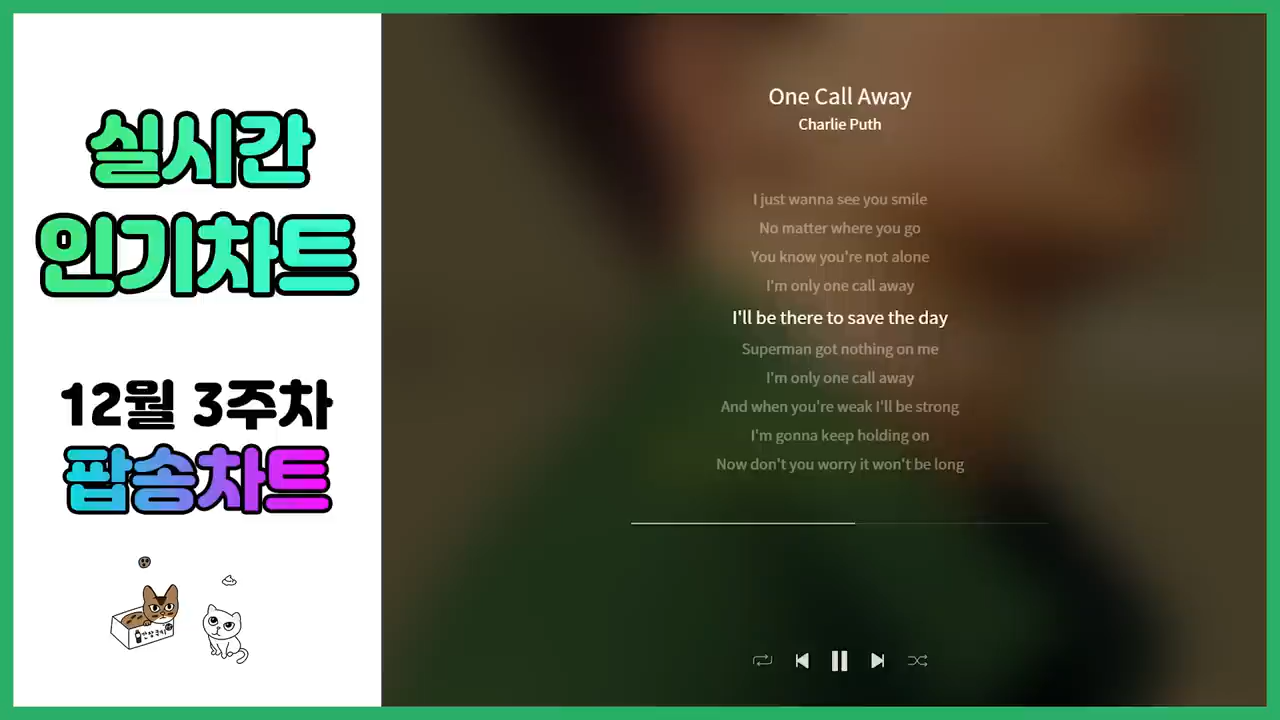 실시간
인기차트
12월 3주차
팝송차트
One Call Away
Charlie Puth
I just wanna see you smile
No matter where you go
You know you're not alone
I'm only one call away
I'll be there to save the day
Superman got nothing on me
I'm only one call away
And when you're weak I'll be strong
I'm gonna keep holding on
Now don't you worry it won't be long